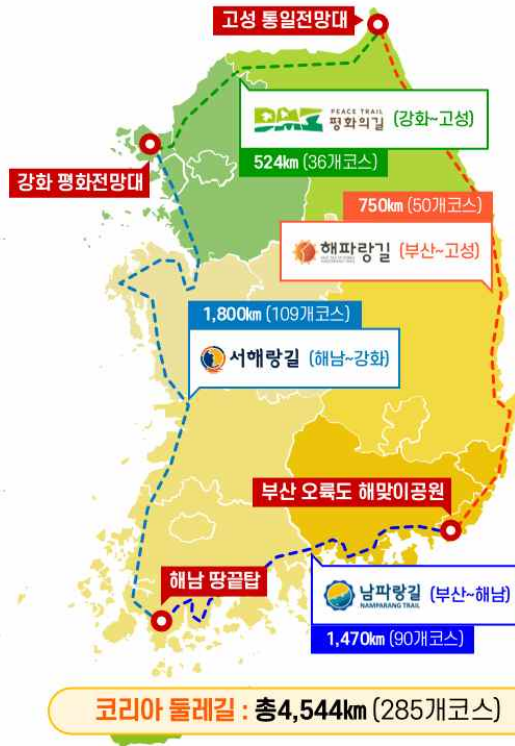 고성 통일전망대
DMZ PEACE TRAIL 평화의길 (강화~고성)
524km (36개코스)
강화 평화전망대
750km (50개코스)
해파랑길 (부산~고성)
1,800km (109개코스)
서해랑길 (해남~강화)
부산 오륙도 해맞이공원
해남 땅끝탑
남파랑길 NAMPARANG TRAIL (부산~해남)
1,470km (90개코스)
코리아 둘레길 : 총4,544km (285개코스)